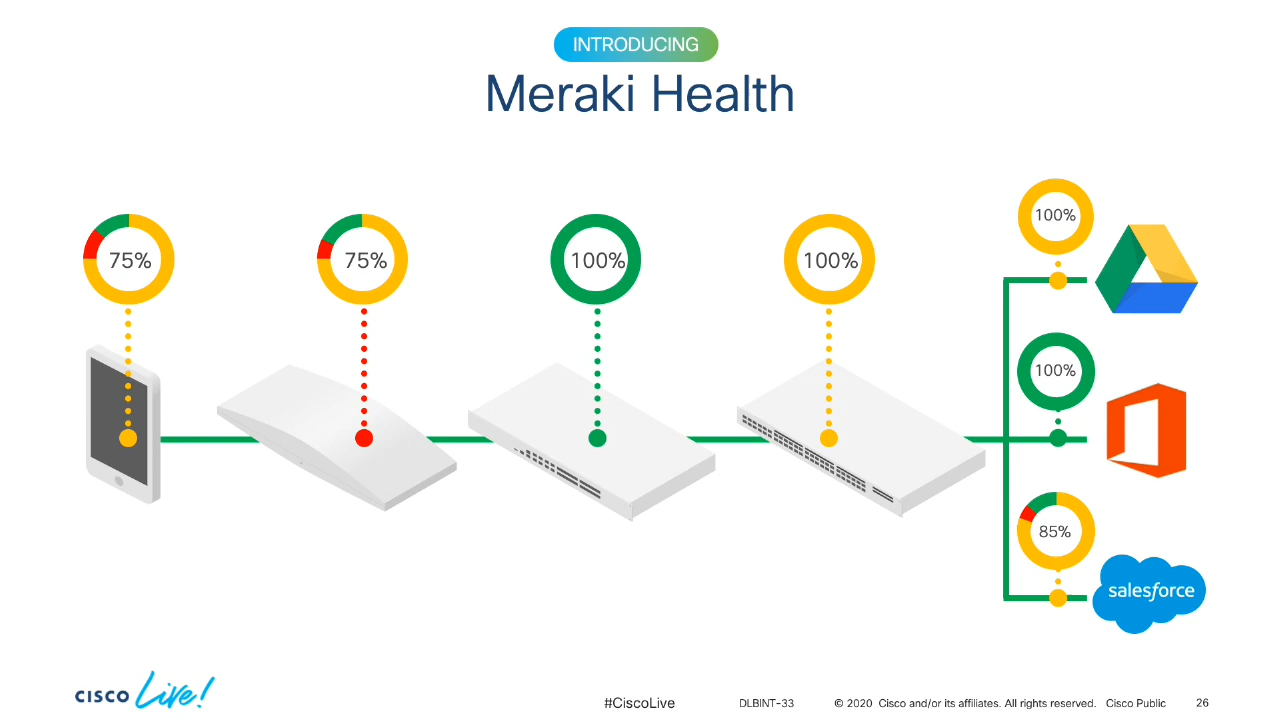 INTRODUCING
Meraki Health
75%
75%
100%
100%
100%
100%
85%
salesforce
CISCO Live!
#CiscoLive
DLBINT-33
© 2020 Cisco and/or its affiliates. All rights reserved. Cisco Public
26